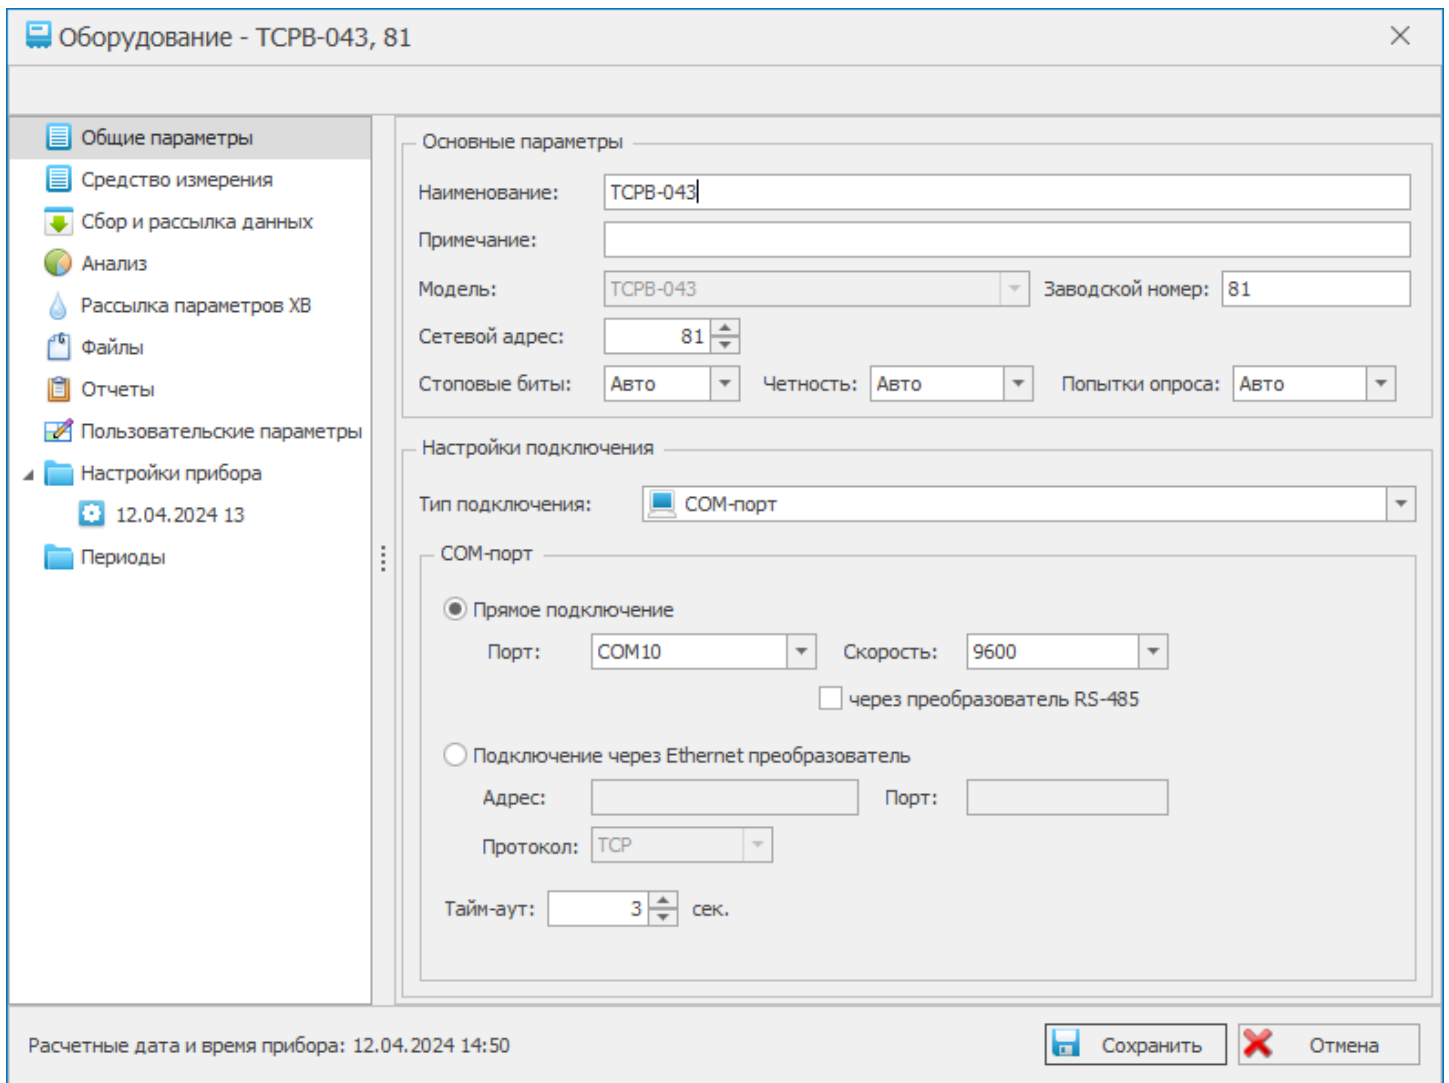 Оборудование - ТСРВ-043, 81
Общие параметры
Средство измерения
Сбор и рассылка данных
Анализ
Рассылка параметров ХВ
Файлы
Отчеты
Пользовательские параметры
Настройки прибора
12.04.2024 13
Периоды
Основные параметры
Наименование: ТСРВ-043
Примечание:
Модель: ТСРВ-043 Заводской номер: 81
Сетевой адрес: 81
Стоповые биты: Авто Четность: Авто Попытки опроса: Авто
Настройки подключения
Тип подключения: COM-порт
COM-порт
Прямое подключение
Порт: COM10 Скорость: 9600
через преобразователь RS-485
Подключение через Ethernet преобразователь
Адрес: Порт:
Протокол: TCP
Тайм-аут: 3 сек.
Расчетные дата и время прибора: 12.04.2024 14:50
Сохранить Отмена